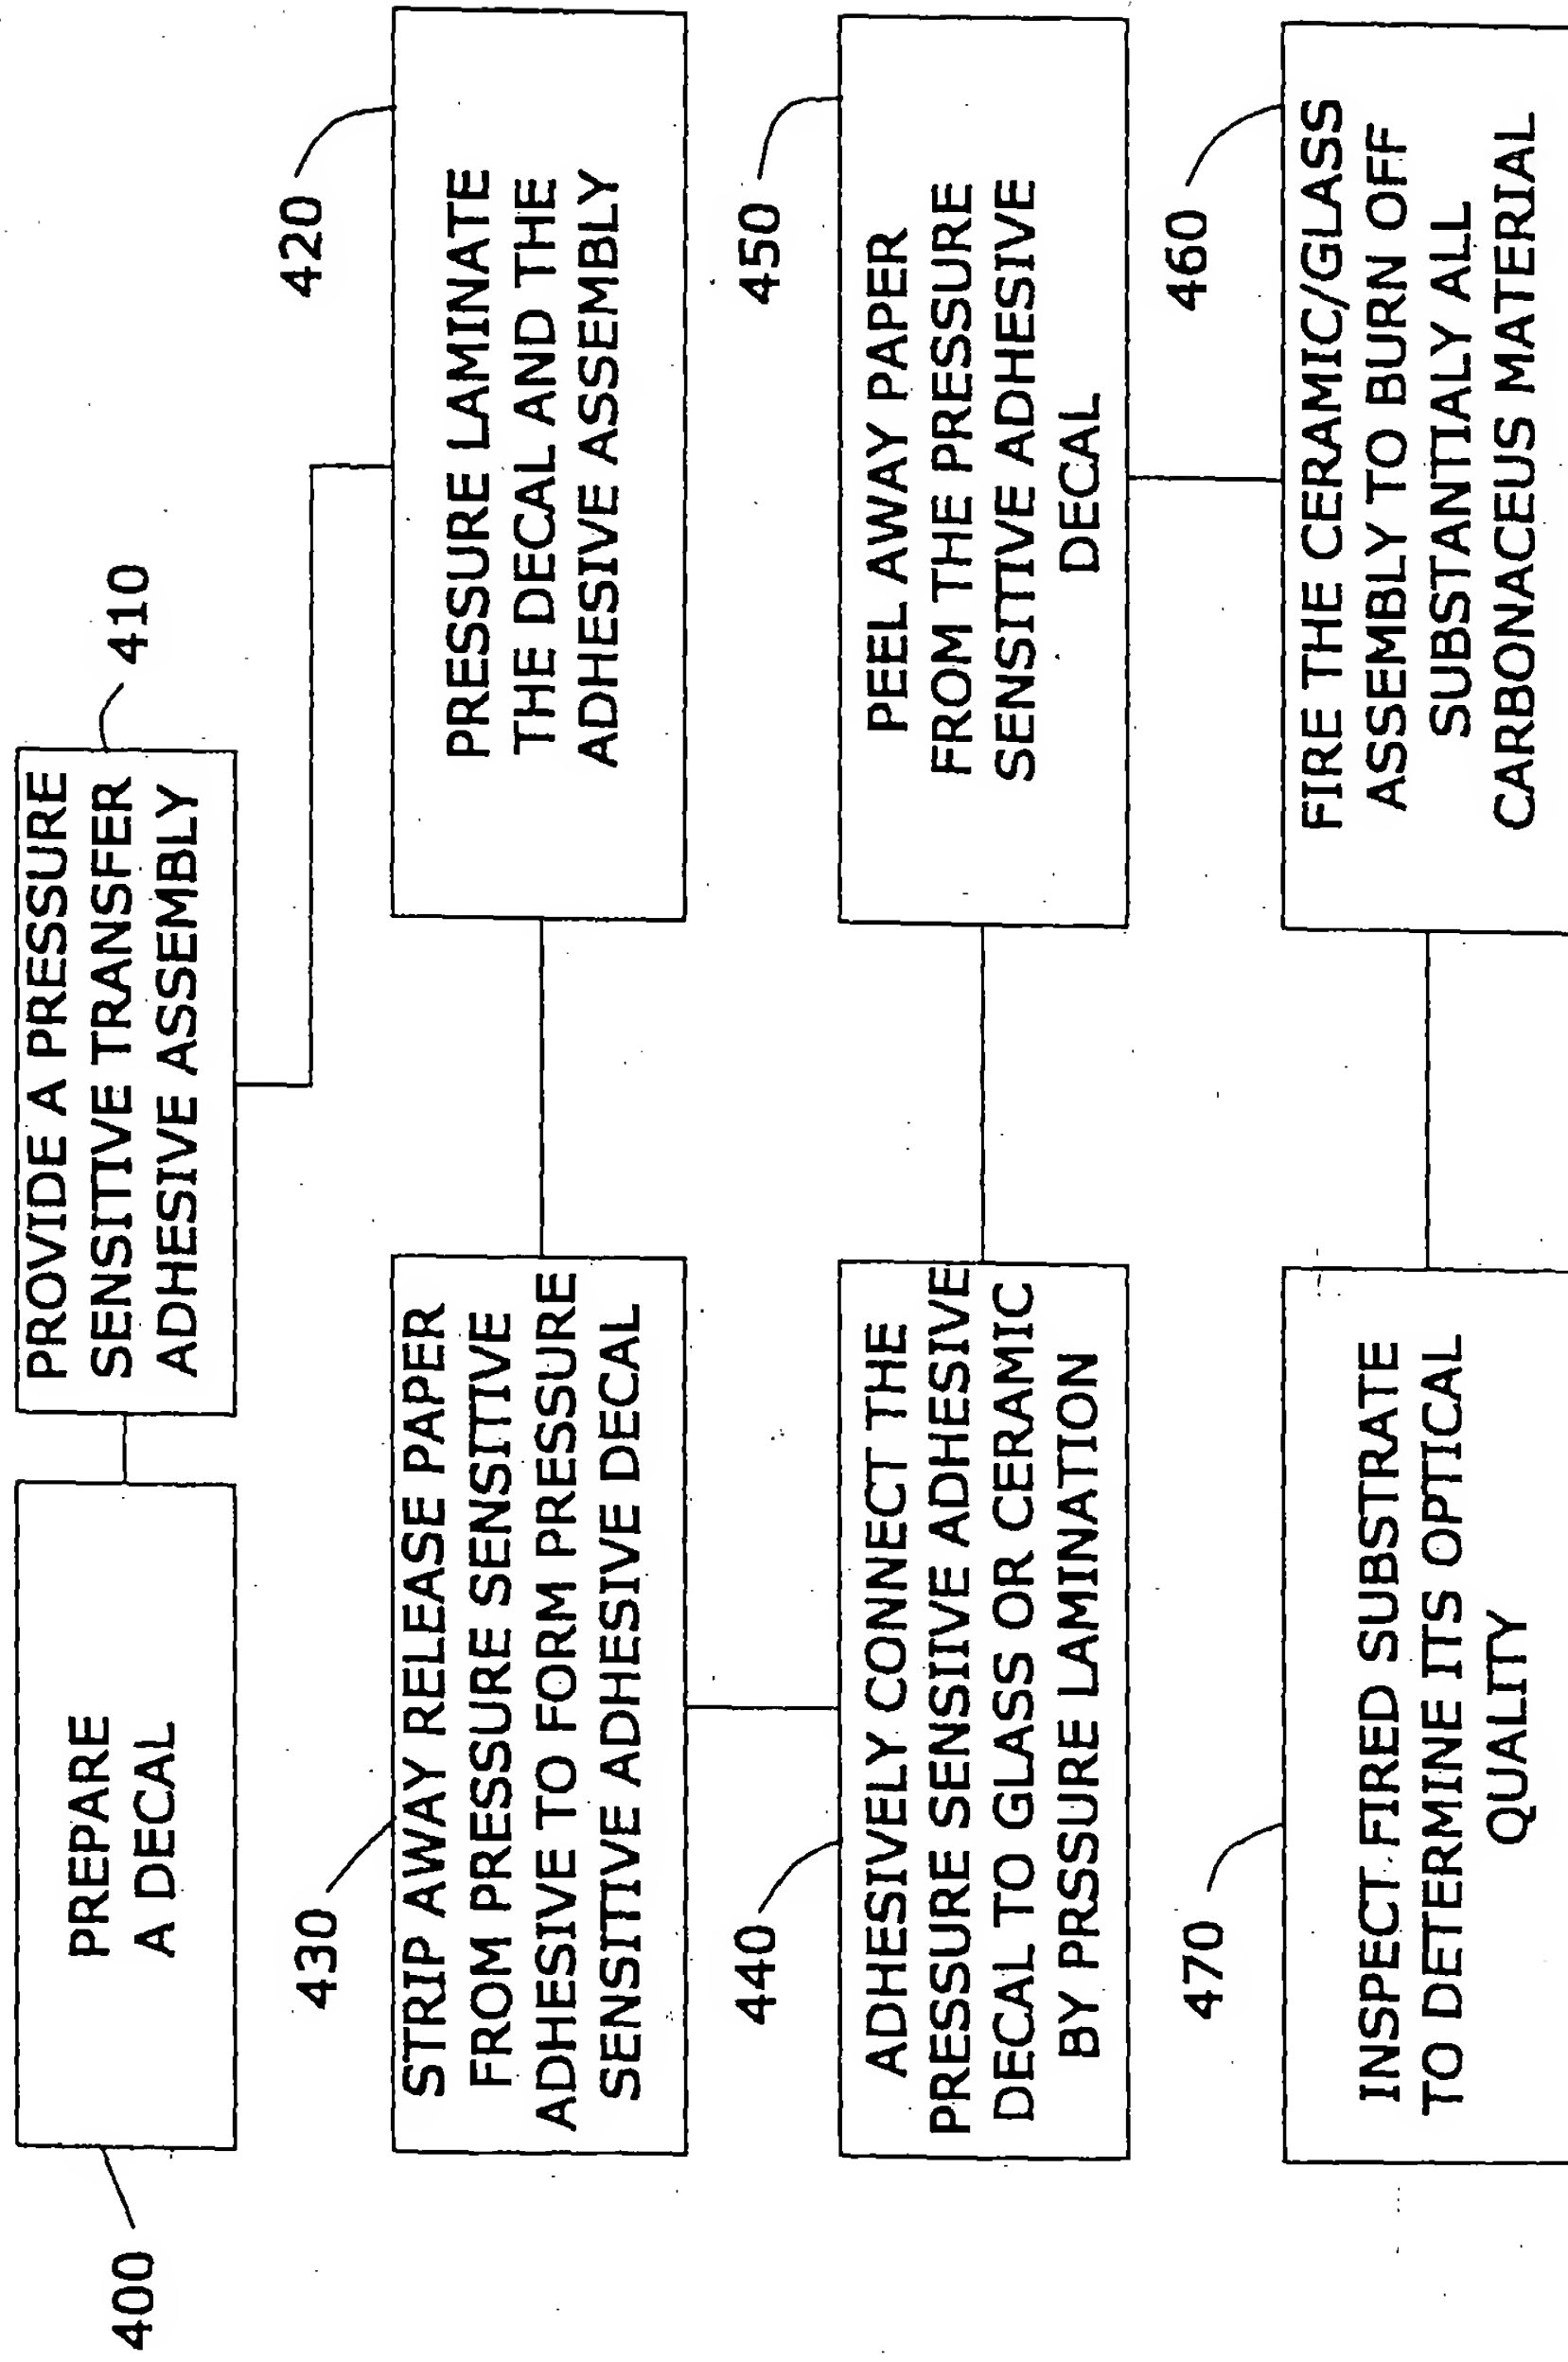 400
PREPARE
A DECAL
410
PROVIDE A PRESSURE
SENSITIVE TRANSFER
ADHESIVE ASSEMBLY
420
PRESSURE LAMINATE
THE DECAL AND THE
ADHESIVE ASSEMBLY
430
STRIP AWAY RELEASE PAPER
FROM PRESSURE SENSITIVE
ADHESIVE TO FORM PRESSURE
SENSITIVE ADHESIVE DECAL
440
ADHESIVELY CONNECT THE
PRESSURE SENSIIVE ADHESIVE
DECAL TO GLASS OR CERAMIC
BY PRSSURE LAMINATION
450
PEEL AWAY PAPER
FROM THE PRESSURE
SENSITIVE ADHESIVE
DECAL
460
FIRE THE CERAMIC/GLASS
ASSEMBLY TO BURN OFF
SUBSTANTIALY ALL
CARBONACEUS MATERIAL
470
INSPECT FIRED SUBSTRATE
TO DETERMINE ITS OPTICAL
QUALITY